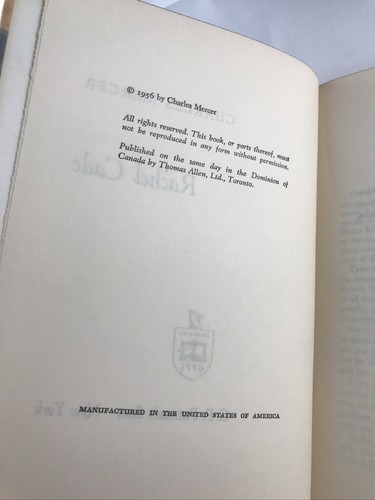 © 1956 by Charles Mercer
All rights reserved. This book, or parts thereof, must
not be reproduced in any form without permission.
Published on the same day in the Dominion of
Canada by Thomas Allen, Ltd., Toronto.
Rachel Cade
MANUFACTURED IN THE UNITED STATES OF AMERICA